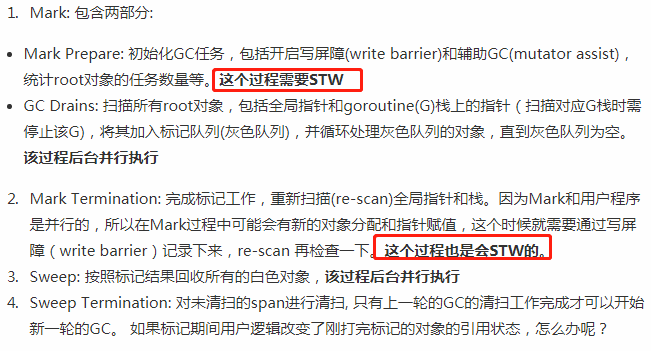 1. Mark: 包含两部分:
• Mark Prepare: 初始化GC任务，包括开启写屏障(write barrier)和辅助GC(mutator assist)，
统计root对象的任务数量等。这个过程需要STW
• GC Drains: 扫描所有root对象，包括全局指针和goroutine(G)栈上的指针（扫描对应G栈时需
停止该G)，将其加入标记队列(灰色队列)，并循环处理灰色队列的对象，直到灰色队列为空。
该过程后台并行执行
2. Mark Termination: 完成标记工作，重新扫描(re-scan)全局指针和栈。因为Mark和用户程序
是并行的，所以在Mark过程中可能会有新的对象分配和指针赋值，这个时候就需要通过写屏
障（write barrier）记录下来，re-scan 再检查一下。这个过程也是会STW的。
3. Sweep: 按照标记结果回收所有的白色对象，该过程后台并行执行
4. Sweep Termination: 对未清扫的span进行清扫, 只有上一轮的GC的清扫工作完成才可以开始
新一轮的GC。 如果标记期间用户逻辑改变了刚打完标记的对象的引用状态，怎么办呢？